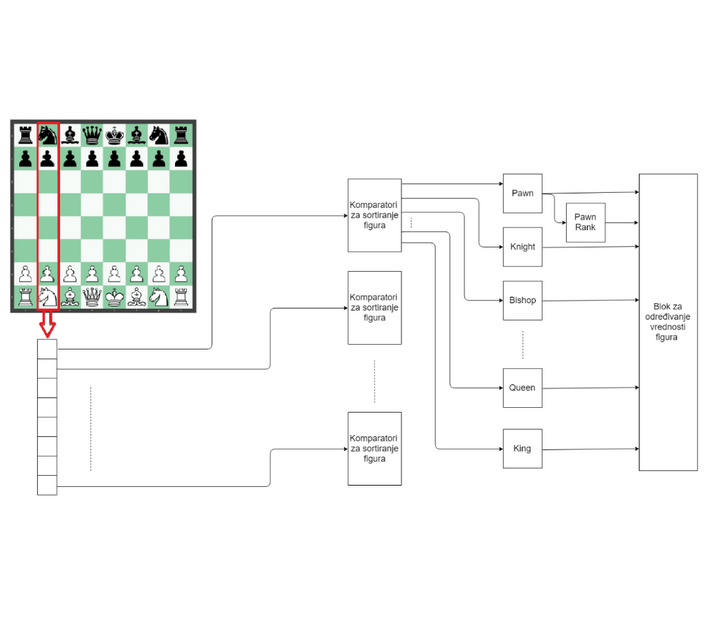 Komparatori
za sortiranje
figura
Komparatori
za sortiranje
figura
Komparatori
za sortiranje
figura
Pawn
Pawn
Rank
Knight
Bishop
Queen
King
Blok za
određivanje
vrednosti
figura